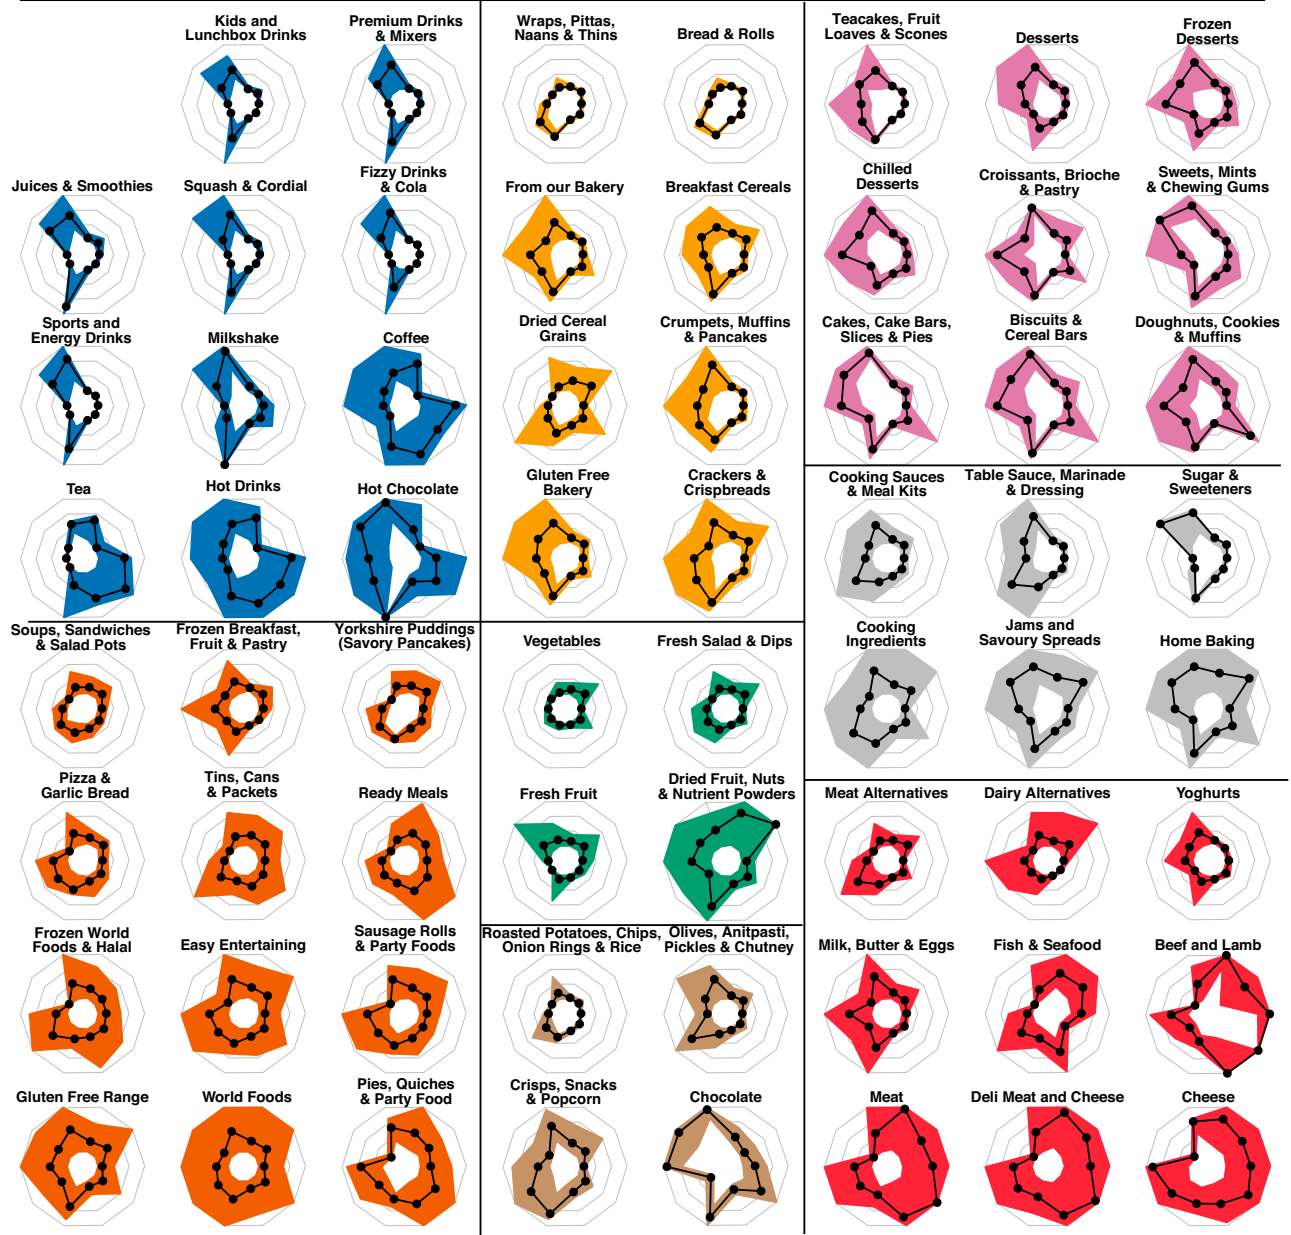 Kids and
Lunchbox Drinks
Premium Drinks
& Mixers
Wraps, Pittas,
Naans & Thins
Bread & Rolls
Teacakes, Fruit
Loaves & Scones
Desserts
Frozen
Desserts
Juices & Smoothies
Squash & Cordial
Fizzy Drinks
& Cola
From our Bakery
Breakfast Cereals
Chilled
Desserts
Croissants, Brioche
& Pastry
Sweets, Mints
& Chewing Gums
Sports and
Energy Drinks
Milkshake
Coffee
Dried Cereal
Grains
Crumpets, Muffins
& Pancakes
Cakes, Cake Bars,
Slices & Pies
Biscuits &
Cereal Bars
Doughnuts, Cookies
& Muffins
Tea
Hot Drinks
Hot Chocolate
Gluten Free
Bakery
Crackers &
Crispbreads
Cooking Sauces
& Meal Kits
Table Sauce, Marinade
& Dressing
Sugar &
Sweeteners
Soups, Sandwiches
& Salad Pots
Frozen Breakfast,
Fruit & Pastry
Yorkshire Puddings
(Savory Pancakes)
Vegetables
Fresh Salad & Dips
Cooking
Ingredients
Jams and
Savoury Spreads
Home Baking
Pizza &
Garlic Bread
Tins, Cans
& Packets
Ready Meals
Fresh Fruit
Dried Fruit, Nuts
& Nutrient Powders
Meat Alternatives
Dairy Alternatives
Yoghurts
Frozen World
Foods & Halal
Easy Entertaining
Sausage Rolls
& Party Foods
Roasted Potatoes, Chips,
Onion Rings & Rice
Olives, Anitpasti,
Pickles & Chutney
Milk, Butter & Eggs
Fish & Seafood
Beef and Lamb
Gluten Free Range
World Foods
Pies, Quiches
& Party Food
Crisps, Snacks
& Popcorn
Chocolate
Meat
Deli Meat and Cheese
Cheese